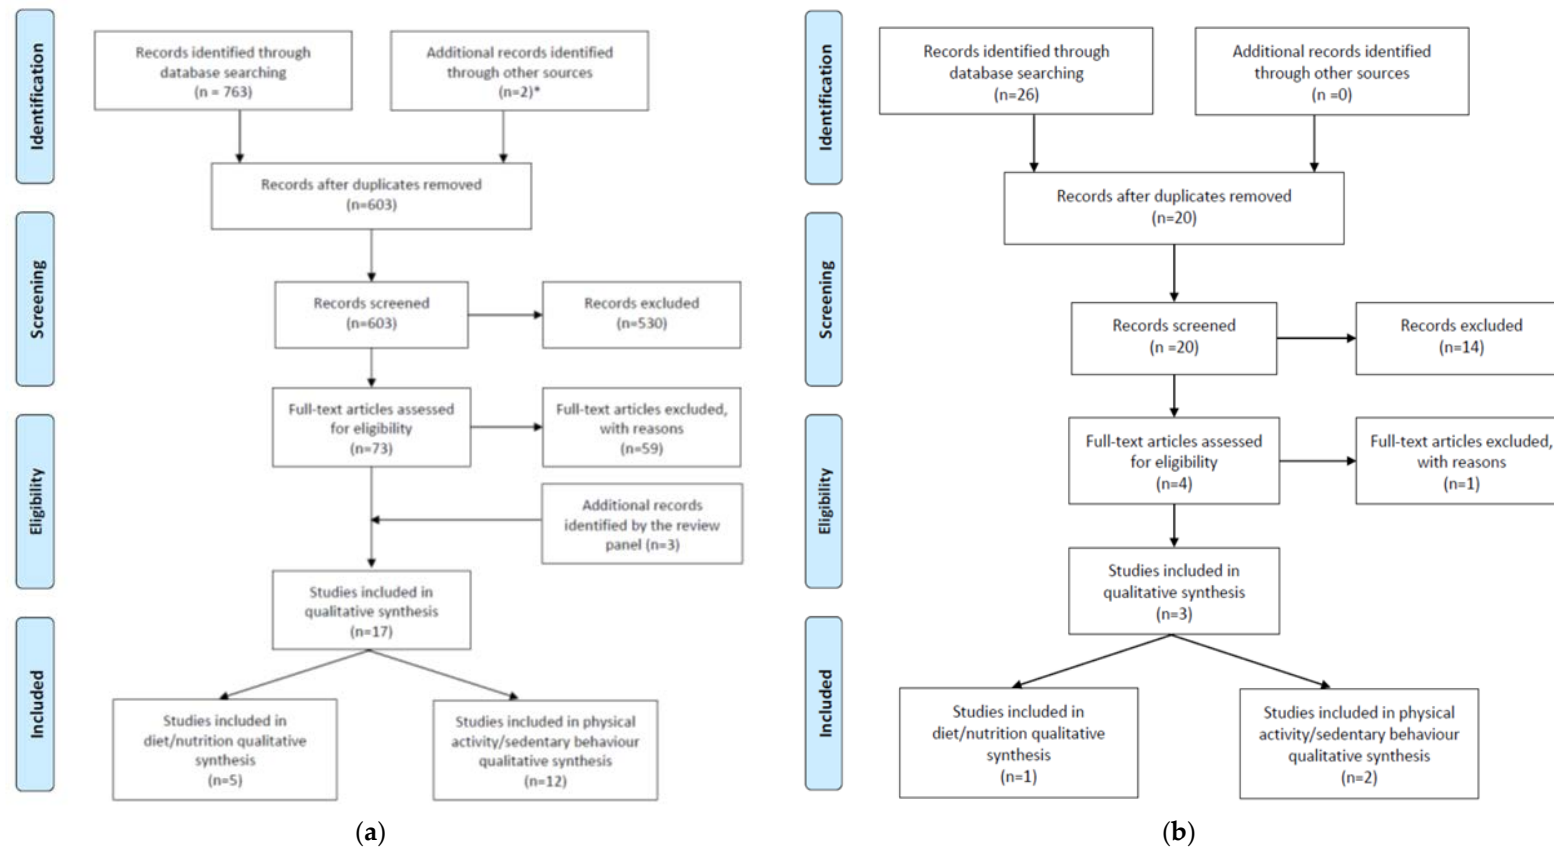 Identification
Records identified through
database searching
(n = 763)
Additional records identified
through other sources
(n=2)*
Records after duplicates removed
(n=603)
Screening
Records screened
(n=603)
Records excluded
(n=530)
Eligibility
Full-text articles assessed
for eligibility
(n=73)
Full-text articles excluded,
with reasons
(n=59)
Additional records
identified by the review
panel (n=3)
Studies included in
qualitative synthesis
(n=17)
Included
Studies included in
diet/nutrition qualitative
synthesis
(n=5)
Studies included in physical
activity/sedentary behaviour
qualitative synthesis
(n=12)
(a)
Identification
Records identified through
database searching
(n=26)
Additional records identified
through other sources
(n =0)
Records after duplicates removed
(n=20)
Screening
Records screened
(n =20)
Records excluded
(n=14)
Eligibility
Full-text articles assessed
for eligibility
(n=4)
Full-text articles excluded,
with reasons
(n=1)
Studies included in
qualitative synthesis
(n=3)
Included
Studies included in
diet/nutrition qualitative
synthesis
(n=1)
Studies included in physical
activity/sedentary behaviour
qualitative synthesis
(n=2)
(b)